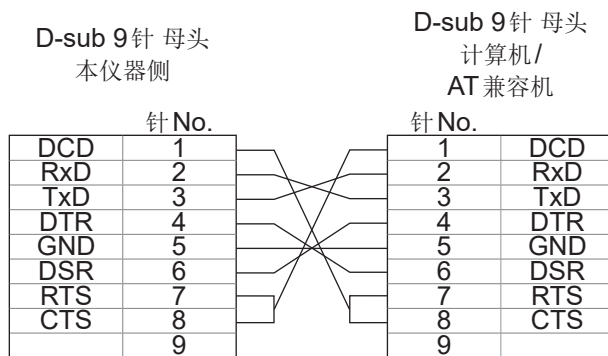 D-sub 9针 母头
本仪器侧
D-sub 9针 母头
计算机/
AT兼容机
针No.
针No.
DCD 1 1 DCD
RxD 2 2 RxD
TxD 3 3 TxD
DTR 4 4 DTR
GND 5 5 GND
DSR 6 6 DSR
RTS 7 7 RTS
CTS 8 8 CTS
9 9